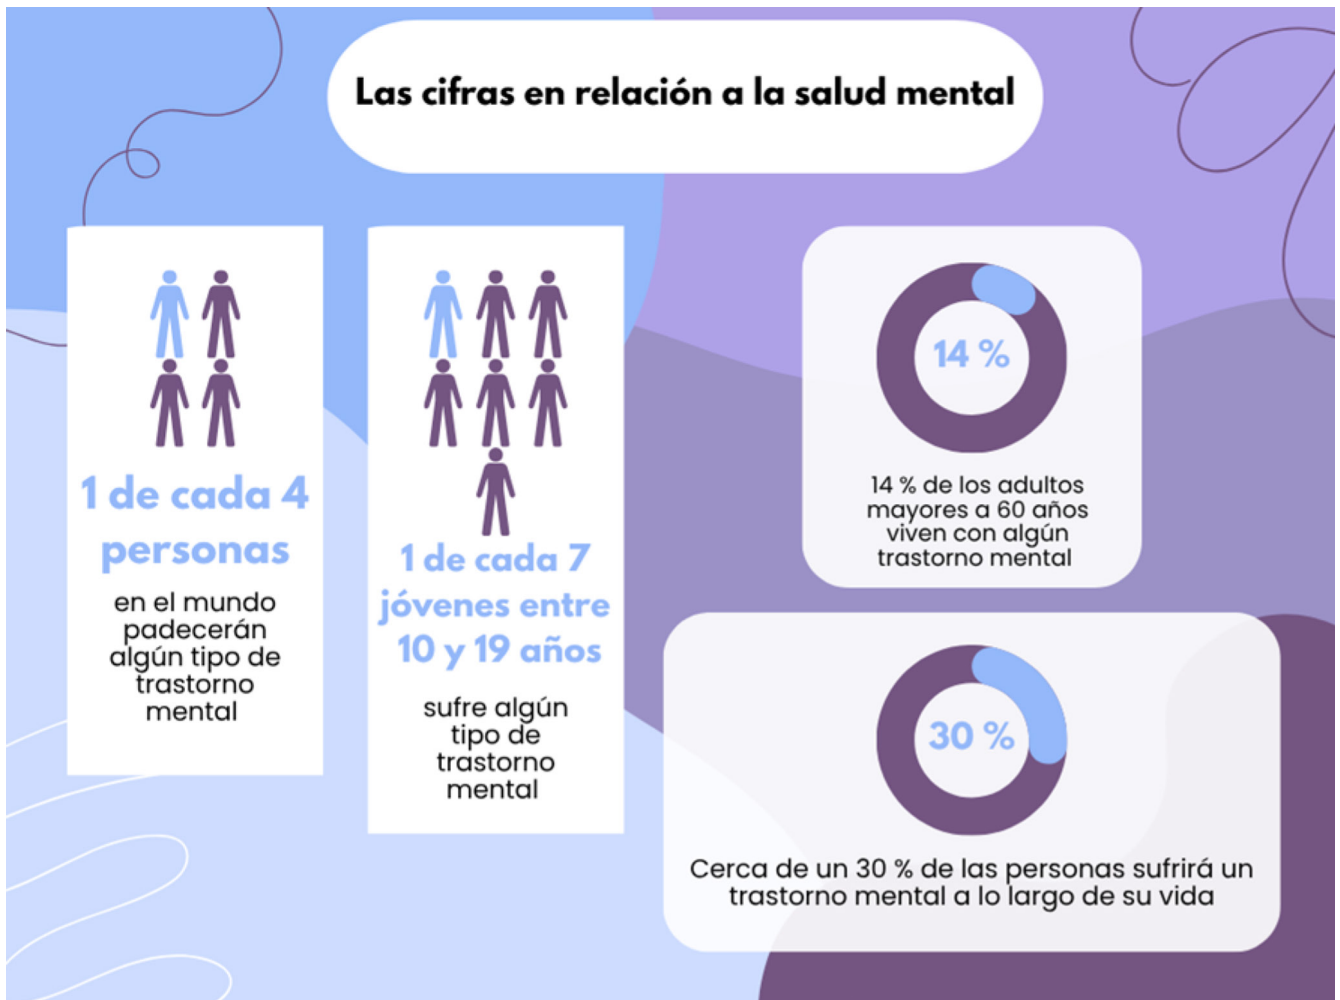 Las cifras en relación a la salud mental
1 de cada 4
personas
en el mundo
padecerán
algún tipo de
trastorno
mental
1 de cada 7
jóvenes entre
10 y 19 años
sufre algún
tipo de
trastorno
mental
14 %
14 % de los adultos
mayores a 60 años
viven con algún
trastorno mental
30 %
Cerca de un 30 % de las personas sufrirá un
trastorno mental a lo largo de su vida